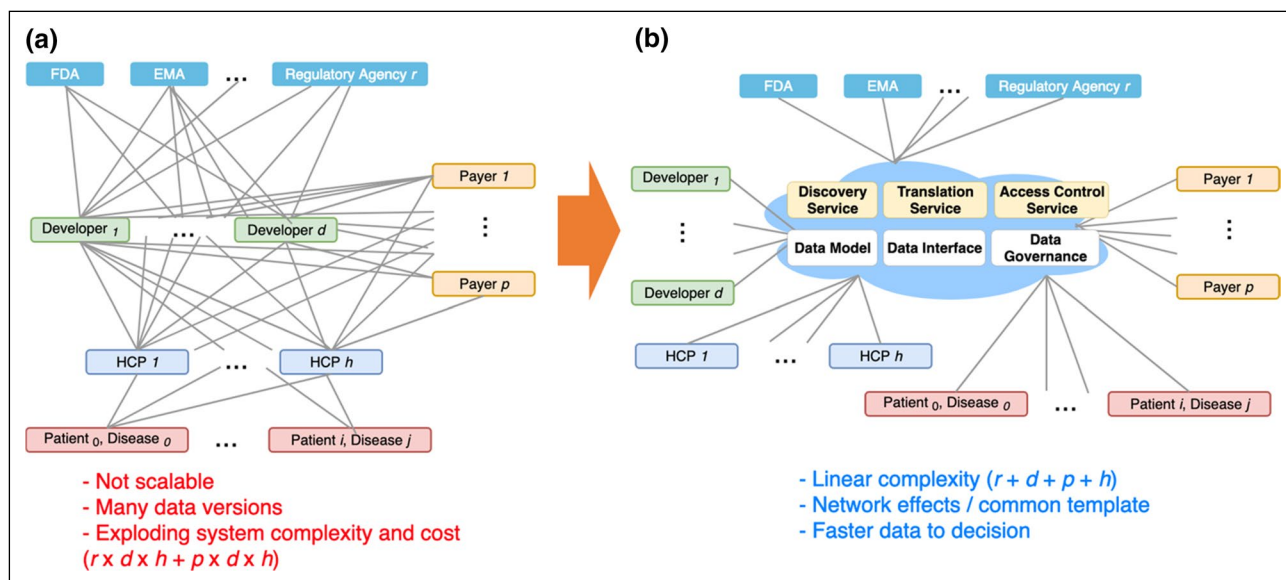 (a)
FDA
EMA
...
Regulatory Agency r
Payer 1
...
Developer 1
...
Developer d
Payer p
HCP 1
...
HCP h
Patient 0, Disease 0
...
Patient i, Disease j
- Not scalable
- Many data versions
- Exploding system complexity and cost
(r x d x h + p x d x h)
(b)
FDA
EMA
...
Regulatory Agency r
Developer 1
...
Developer d
Discovery
Service
Translation
Service
Access Control
Service
Data Model
Data Interface
Data
Governance
Payer 1
...
Payer p
HCP 1
...
HCP h
Patient 0, Disease 0
...
Patient i, Disease j
- Linear complexity (r + d + p + h)
- Network effects / common template
- Faster data to decision